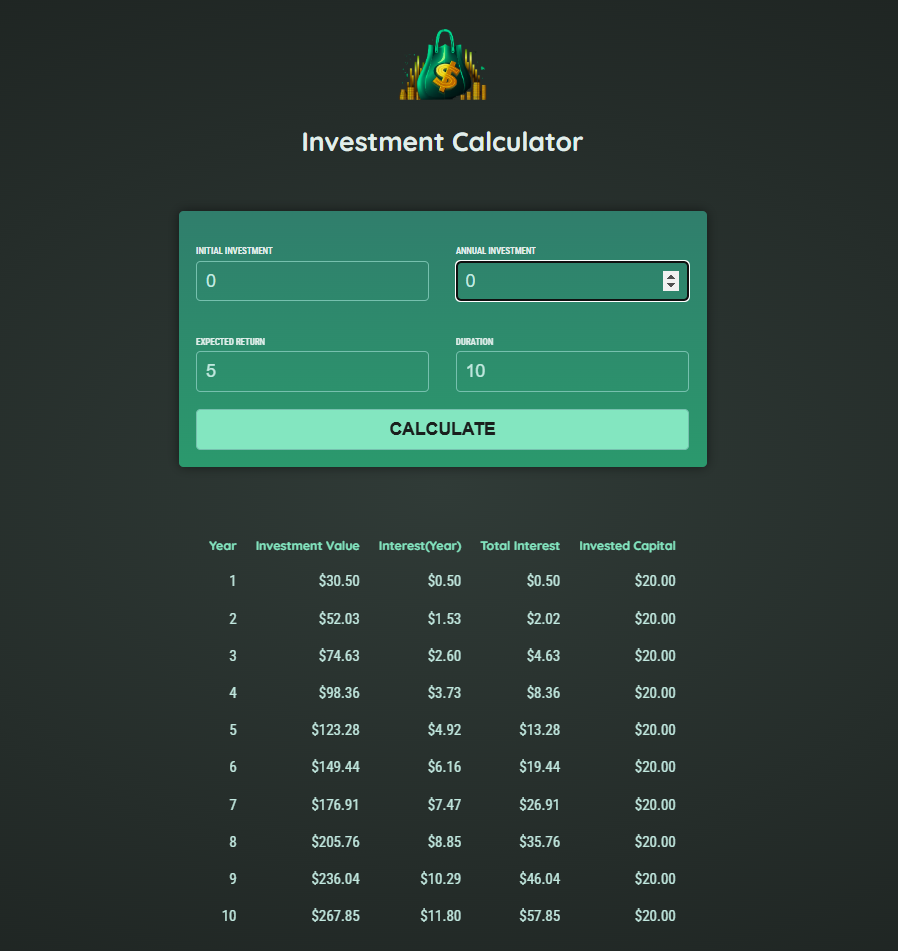 $
Investment Calculator
INITIAL INVESTMENT ANNUAL INVESTMENT
0 0
EXPECTED RETURN DURATION
5 10
CALCULATE
Year Investment Value Interest(Year) Total Interest Invested Capital
1 $30.50 $0.50 $0.50 $20.00
2 $52.03 $1.53 $2.02 $20.00
3 $74.63 $2.60 $4.63 $20.00
4 $98.36 $3.73 $8.36 $20.00
5 $123.28 $4.92 $13.28 $20.00
6 $149.44 $6.16 $19.44 $20.00
7 $176.91 $7.47 $26.91 $20.00
8 $205.76 $8.85 $35.76 $20.00
9 $236.04 $10.29 $46.04 $20.00
10 $267.85 $11.80 $57.85 $20.00